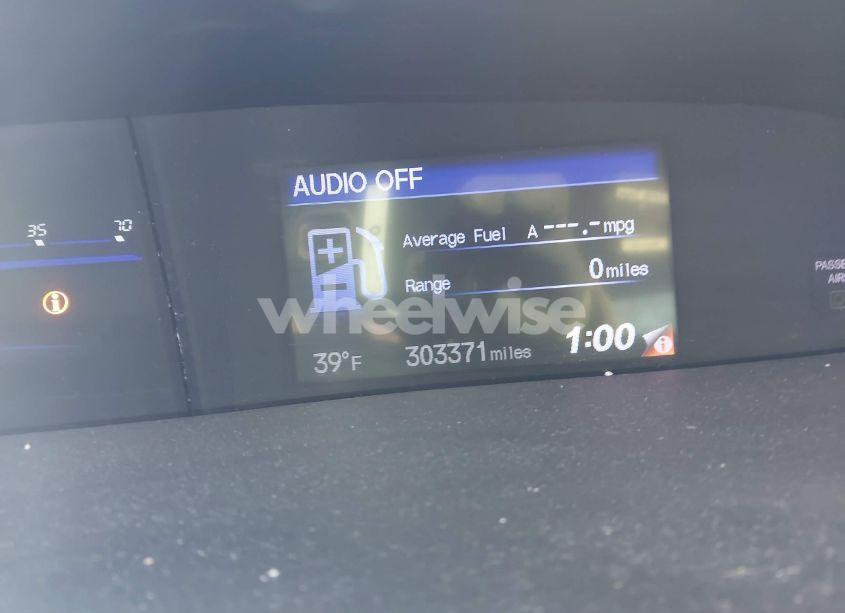 AUDIO OFF
35 70
Average Fuel A ---.- mpg
Range 0 miles
wheelwise
39°F 303371 miles 1:00